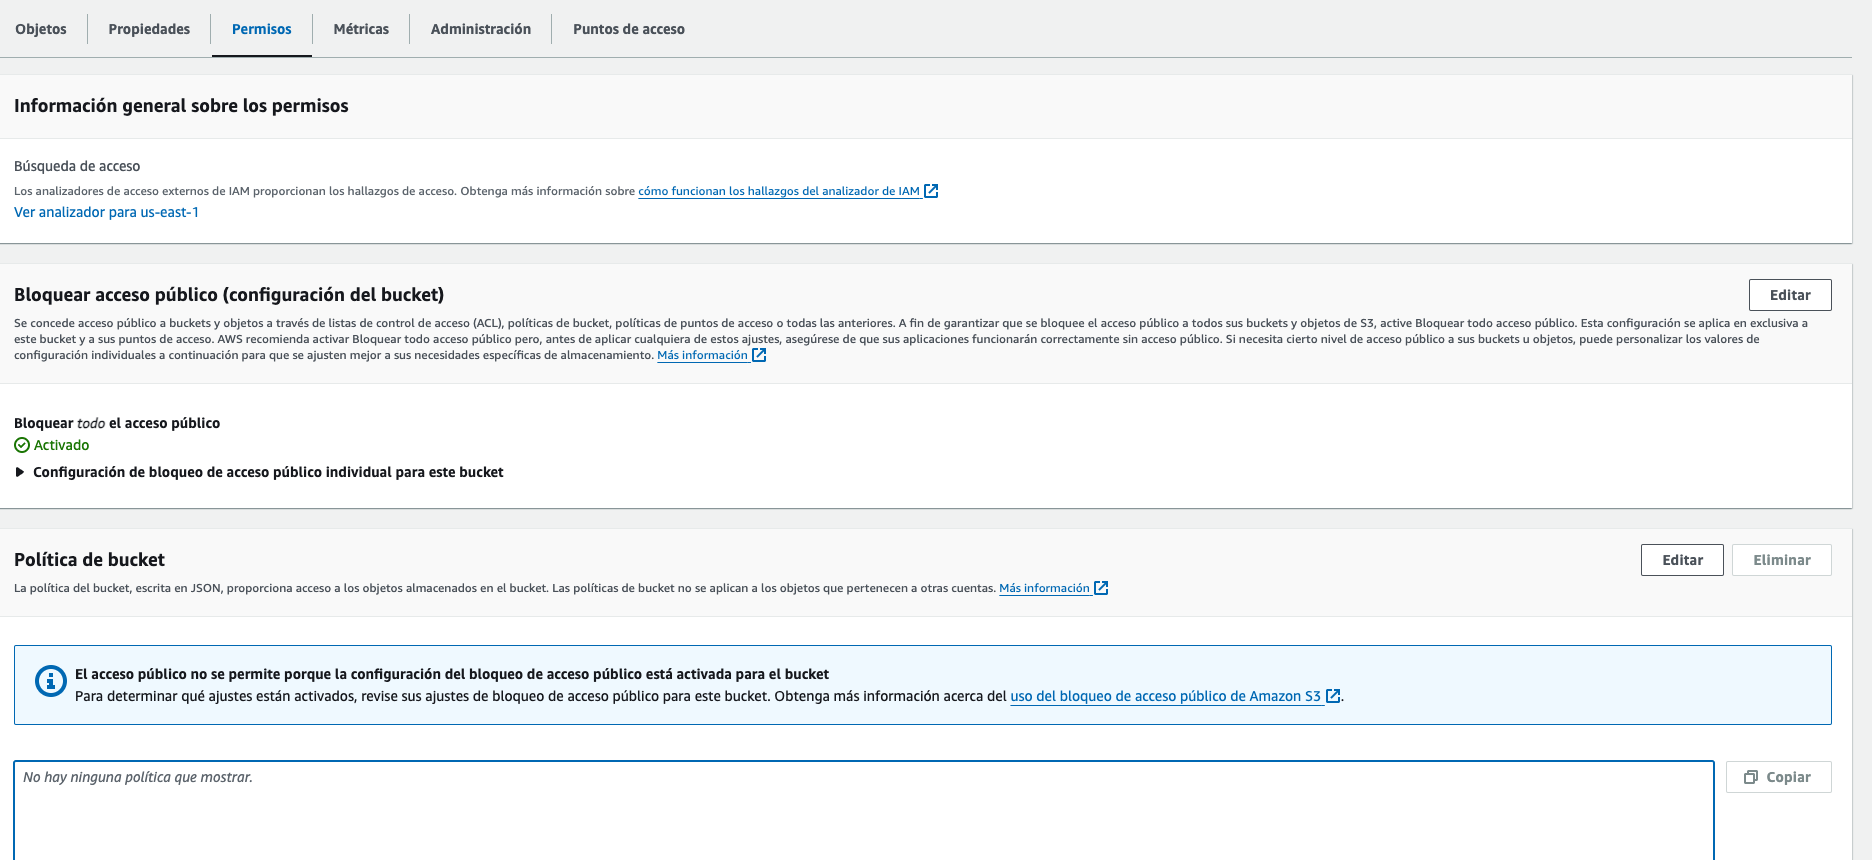 Objetos
Propiedades
Permisos
Métricas
Administración
Puntos de acceso
Información general sobre los permisos
Búsqueda de acceso
Los analizadores de acceso externos de IAM proporcionan los hallazgos de acceso. Obtenga más información sobre cómo funcionan los hallazgos del analizador de IAM
Ver analizador para us-east-1
Bloquear acceso público (configuración del bucket)
Editar
Se concede acceso público a buckets y objetos a través de listas de control de acceso (ACL), políticas de bucket, políticas de puntos de acceso o todas las anteriores. A fin de garantizar que se bloquee el acceso público a todos sus buckets y objetos de S3, active Bloquear todo acceso público. Esta configuración se aplica en exclusiva a
este bucket y a sus puntos de acceso. AWS recomienda activar Bloquear todo acceso público pero, antes de aplicar cualquiera de estos ajustes, asegúrese de que sus aplicaciones funcionarán correctamente sin acceso público. Si necesita cierto nivel de acceso público a sus buckets u objetos, puede personalizar los valores de
configuración individuales a continuación para que se ajusten mejor a sus necesidades específicas de almacenamiento. Más información
Bloquear todo el acceso público
Activado
Configuración de bloqueo de acceso público individual para este bucket
Política de bucket
Editar
Eliminar
La política del bucket, escrita en JSON, proporciona acceso a los objetos almacenados en el bucket. Las políticas de bucket no se aplican a los objetos que pertenecen a otras cuentas. Más información
El acceso público no se permite porque la configuración del bloqueo de acceso público está activada para el bucket
Para determinar qué ajustes están activados, revise sus ajustes de bloqueo de acceso público para este bucket. Obtenga más información acerca del uso del bloqueo de acceso público de Amazon S3.
No hay ninguna política que mostrar.
Copiar